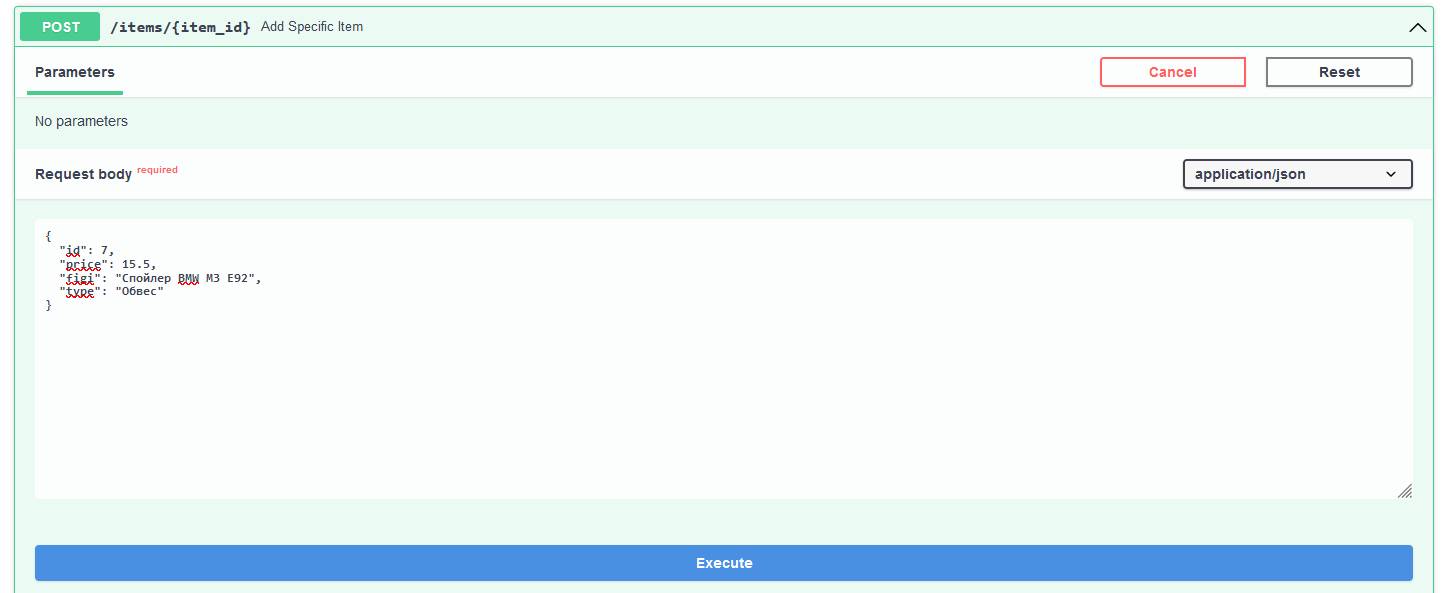 POST /items/{item_id} Add Specific Item
Parameters
Cancel
Reset
No parameters
Request body required
application/json
{
"id": 7,
"price": 15.5,
"figi": "Спойлер BMW M3 E92",
"type": "Обвес"
}
Execute